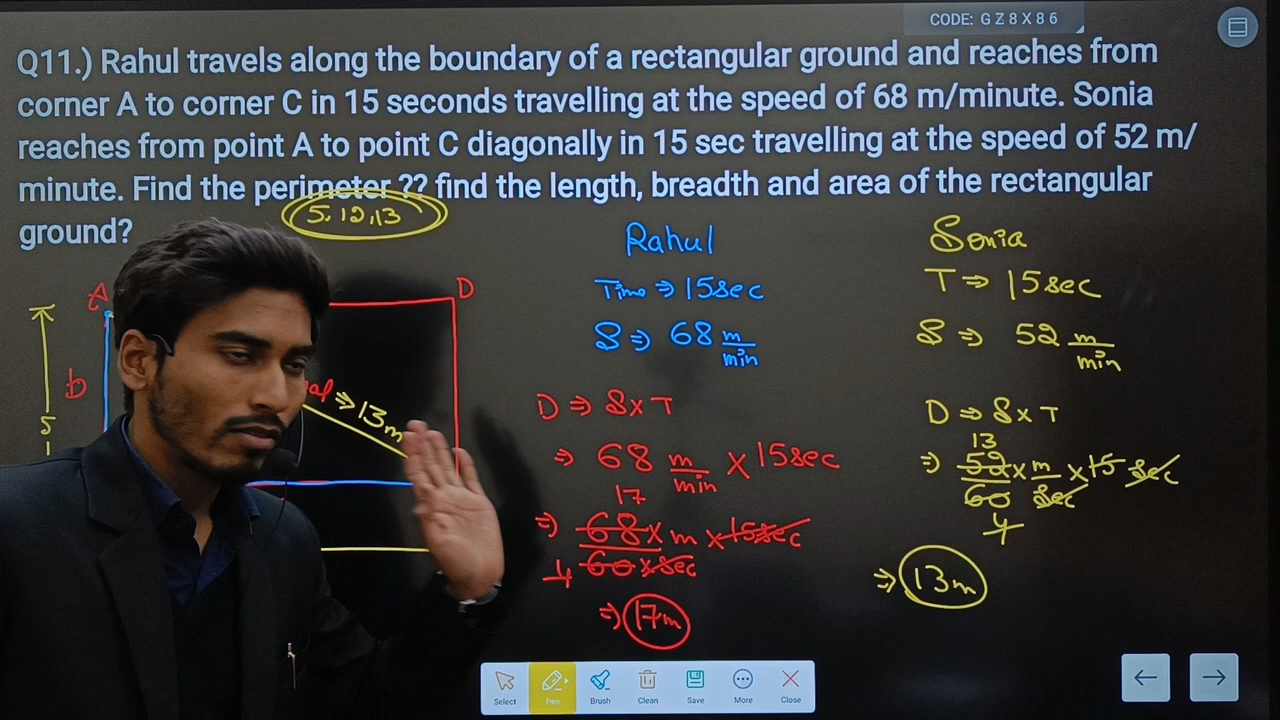 CODE: GZ8X86
Q11.) Rahul travels along the boundary of a rectangular ground and reaches from
corner A to corner C in 15 seconds travelling at the speed of 68 m/minute. Sonia
reaches from point A to point C diagonally in 15 sec travelling at the speed of 52 m/
minute. Find the perimeter ?? find the length, breadth and area of the rectangular
ground?
5, 12, 13
A
D
b
5
⇒ 13m
Rahul
Time ⇒ 15sec
S ⇒ 68 m/min
D ⇒ S×T
⇒ 68 m/min × 15sec
17
⇒ 68 × m × 15sec
4 60 × sec
⇒ 17m
Sonia
T ⇒ 15sec
S ⇒ 52 m/min
D ⇒ S×T
13
⇒ 52/60 × m/sec × 15 sec
4
⇒ 13m
Select
Pen
Brush
Clean
Save
More
Close